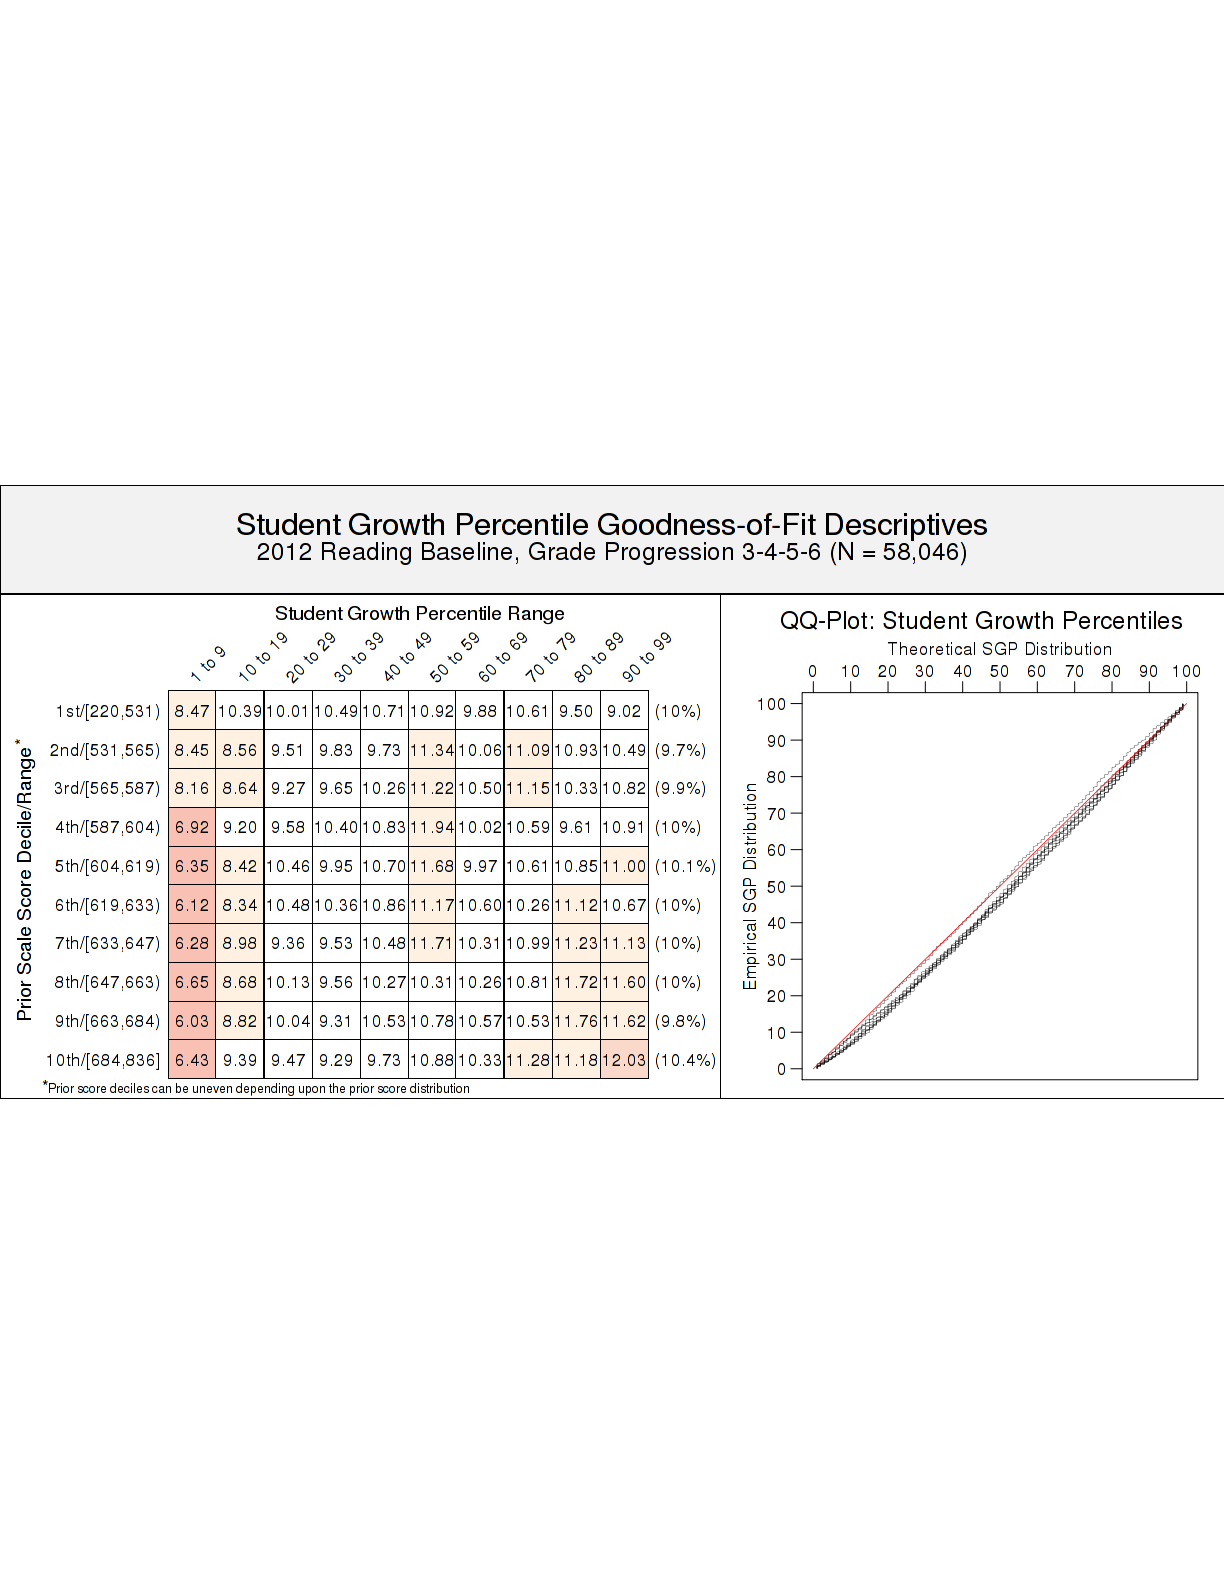 Student Growth Percentile Goodness-of-Fit Descriptives
2012 Reading Baseline, Grade Progression 3-4-5-6 (N = 58,046)
Student Growth Percentile Range
1 to 9 10 to 19 20 to 29 30 to 39 40 to 49 50 to 59 60 to 69 70 to 79 80 to 89 90 to 99
Prior Scale Score Decile/Range*
1st/[220,531) 8.47 10.39 10.01 10.49 10.71 10.92 9.88 10.61 9.50 9.02 (10%)
2nd/[531,565) 8.45 8.56 9.51 9.83 9.73 11.34 10.06 11.09 10.93 10.49 (9.7%)
3rd/[565,587) 8.16 8.64 9.27 9.65 10.26 11.22 10.50 11.15 10.33 10.82 (9.9%)
4th/[587,604) 6.92 9.20 9.58 10.40 10.83 11.94 10.02 10.59 9.61 10.91 (10%)
5th/[604,619) 6.35 8.42 10.46 9.95 10.70 11.68 9.97 10.61 10.85 11.00 (10.1%)
6th/[619,633) 6.12 8.34 10.48 10.36 10.86 11.17 10.60 10.26 11.12 10.67 (10%)
7th/[633,647) 6.28 8.98 9.36 9.53 10.48 11.71 10.31 10.99 11.23 11.13 (10%)
8th/[647,663) 6.65 8.68 10.13 9.56 10.27 10.31 10.26 10.81 11.72 11.60 (10%)
9th/[663,684) 6.03 8.82 10.04 9.31 10.53 10.78 10.57 10.53 11.76 11.62 (9.8%)
10th/[684,836] 6.43 9.39 9.47 9.29 9.73 10.88 10.33 11.28 11.18 12.03 (10.4%)
*Prior score deciles can be uneven depending upon the prior score distribution
QQ-Plot: Student Growth Percentiles
Theoretical SGP Distribution
0 10 20 30 40 50 60 70 80 90 100
Empirical SGP Distribution
100
90
80
70
60
50
40
30
20
10
0